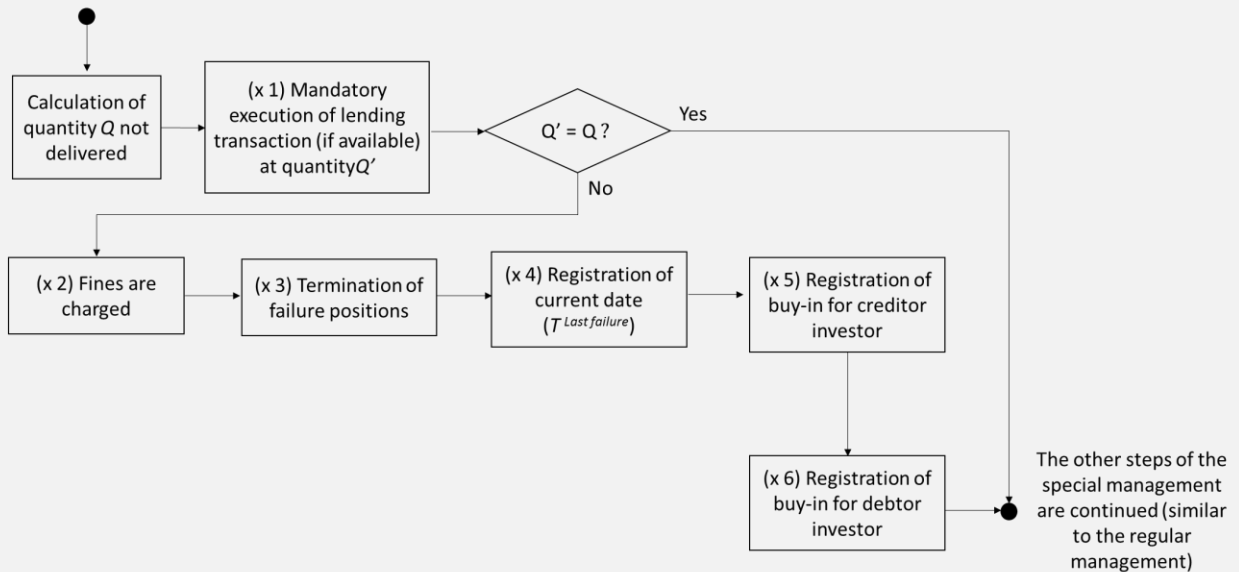 Calculation of
quantity Q not
delivered
(x 1) Mandatory
execution of lending
transaction (if available)
at quantityQ’
Q’ = Q ?
Yes
No
(x 2) Fines are
charged
(x 3) Termination of
failure positions
(x 4) Registration of
current date
(T Last failure)
(x 5) Registration of
buy-in for creditor
investor
(x 6) Registration of
buy-in for debtor
investor
The other steps of the
special management
are continued (similar
to the regular
management)